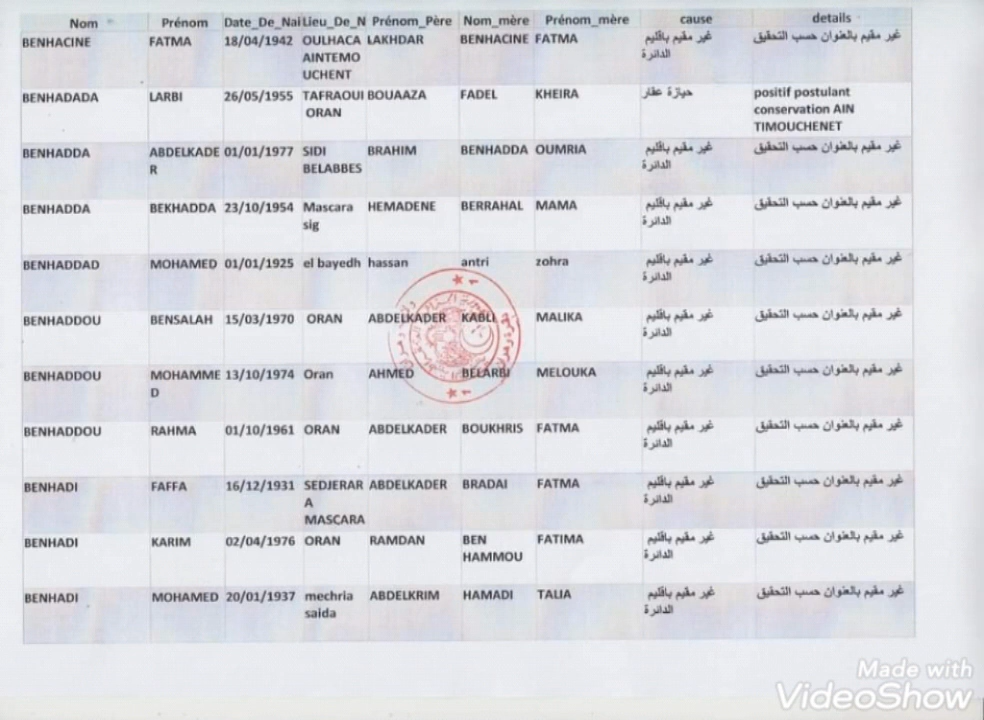 Nom Prénom Date_De_Nai Lieu_De_N Prénom_Père Nom_mère Prénom_mère cause details
BENHACINE FATMA 18/04/1942 OULHACA LAKHDAR BENHACINE FATMA غير مقيم باقليم غير مقيم بالعنوان حسب التحقيق
AINTEMO الدائرة
UCHENT
BENHADADA LARBI 26/05/1955 TAFRAOUI BOUAAZA FADEL KHEIRA حيازة عقار positif postulant
ORAN conservation AIN
TIMOUCHENET
BENHADDA ABDELKADE 01/01/1977 SIDI BRAHIM BENHADDA OUMRIA غير مقيم باقليم غير مقيم بالعنوان حسب التحقيق
R BELABBES الدائرة
BENHADDA BEKHADDA 23/10/1954 Mascara HEMADENE BERRAHAL MAMA غير مقيم باقليم غير مقيم بالعنوان حسب التحقيق
sig الدائرة
BENHADDAD MOHAMED 01/01/1925 el bayedh hassan antri zohra غير مقيم باقليم غير مقيم بالعنوان حسب التحقيق
الدائرة
BENHADDOU BENSALAH 15/03/1970 ORAN ABDELKADER KABLI MALIKA غير مقيم باقليم غير مقيم بالعنوان حسب التحقيق
الدائرة
BENHADDOU MOHAMME 13/10/1974 Oran AHMED BELARBI MELOUKA غير مقيم باقليم غير مقيم بالعنوان حسب التحقيق
D الدائرة
BENHADDOU RAHMA 01/10/1961 ORAN ABDELKADER BOUKHRIS FATMA غير مقيم باقليم غير مقيم بالعنوان حسب التحقيق
الدائرة
BENHADI FAFFA 16/12/1931 SEDJERAR ABDELKADER BRADAI FATMA غير مقيم باقليم غير مقيم بالعنوان حسب التحقيق
A الدائرة
MASCARA
BENHADI KARIM 02/04/1976 ORAN RAMDAN BEN FATIMA غير مقيم باقليم غير مقيم بالعنوان حسب التحقيق
HAMMOU الدائرة
BENHADI MOHAMED 20/01/1937 mechria ABDELKRIM HAMADI TALIA غير مقيم باقليم غير مقيم بالعنوان حسب التحقيق
saida الدائرة
Made with
VideoShow